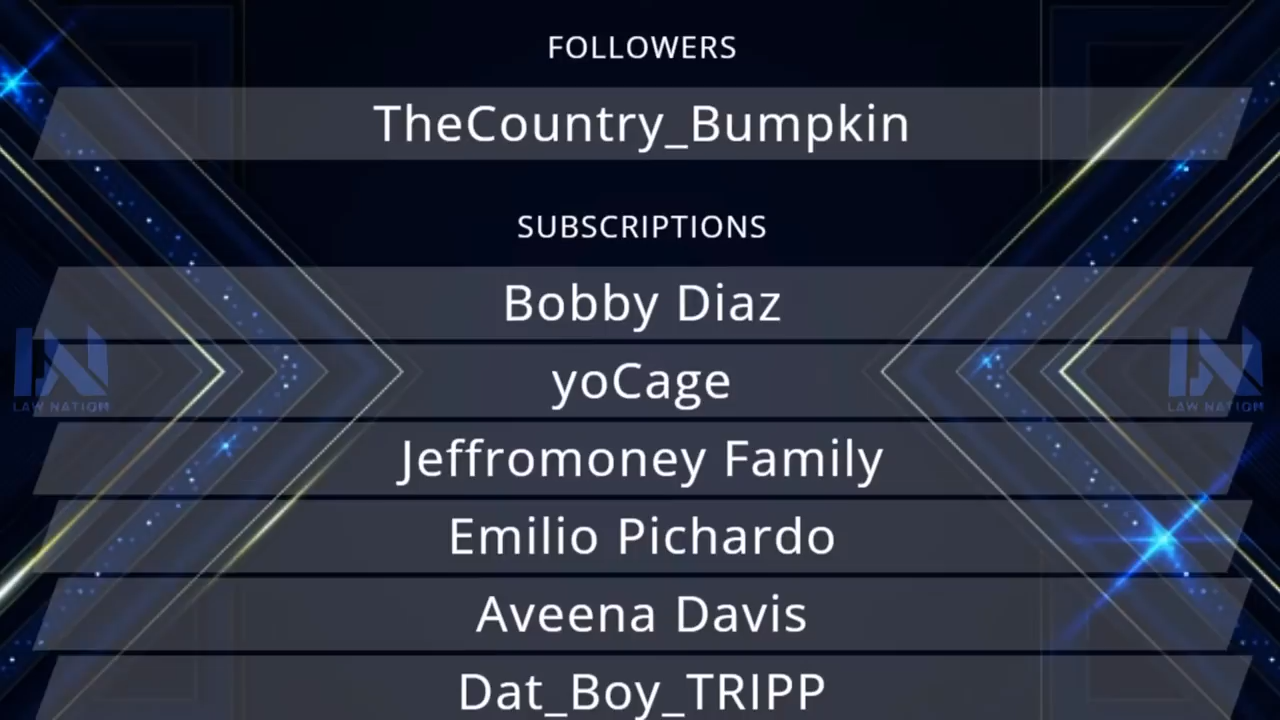 FOLLOWERS
TheCountry_Bumpkin
SUBSCRIPTIONS
Bobby Diaz
yoCage
LAW NATION
LAW NATION
Jeffromoney Family
Emilio Pichardo
Aveena Davis
Dat_Boy_TRIPP